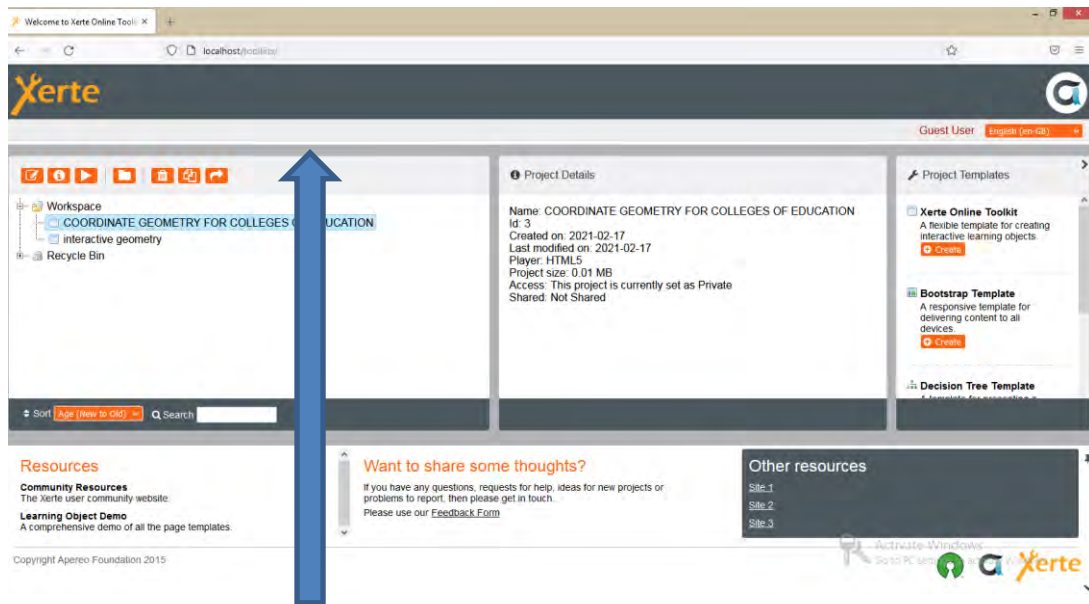 Welcome to Xerte Online Toolk
localhost/toolkits/
Xerte
Guest User English (en-GB)
Workspace
COORDINATE GEOMETRY FOR COLLEGES UCATION
interactive geometry
Recycle Bin
Sort Age (New to Old) Search
Project Details
Name: COORDINATE GEOMETRY FOR COLLEGES OF EDUCATION
Id: 3
Created on: 2021-02-17
Last modified on: 2021-02-17
Player: HTML5
Project size: 0.01 MB
Access: This project is currently set as Private
Shared: Not Shared
Project Templates
Xerte Online Toolkit
A flexible template for creating
interactive learning objects.
Create
Bootstrap Template
A responsive template for
delivering content to all
devices.
Create
Decision Tree Template
Resources
Community Resources
The Xerte user community website.
Learning Object Demo
A comprehensive demo of all the page templates.
Want to share some thoughts?
If you have any questions, requests for help, ideas for new projects or
problems to report, then please get in touch.
Please use our Feedback Form
Other resources
Site 1
Site 2
Site 3
Activate Windows
Go to PC
Copyright Apereo Foundation 2015
Xerte